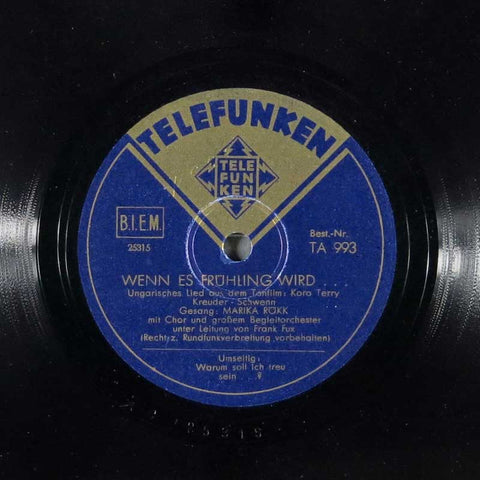 TELEFUNKEN
TELE
FUN
KEN
B.I.E.M.
25315
Best.-Nr.
TA 993
WENN ES FRÜHLING WIRD . . .
Ungarisches Lied aus dem Tonfilm: Kora Terry
Kreuder - Schwenn
Gesang: MARIKA RÖKK
mit Chor und großem Begleitorchester
unter Leitung von Frank Fux
(Recht z. Rundfunkverbreitung vorbehalten)
Umseitig:
Warum soll ich treu
sein . . . ?